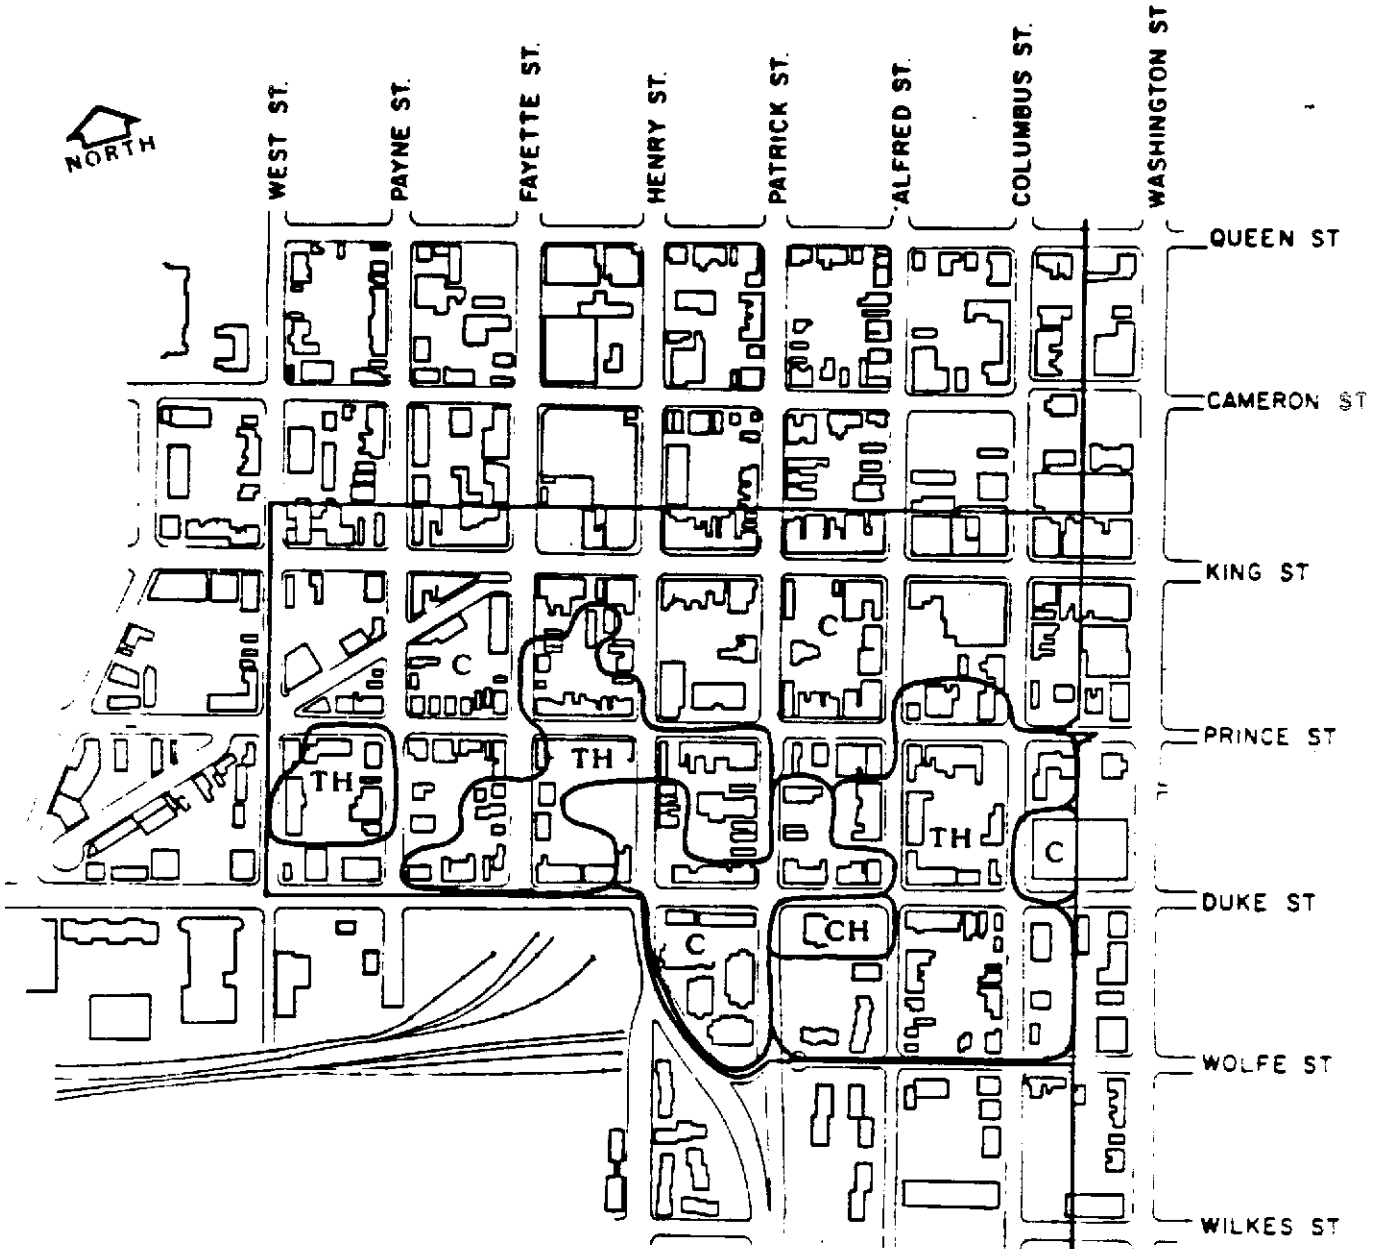 NORTH
WEST ST.
PAYNE ST.
FAYETTE ST.
HENRY ST.
PATRICK ST.
ALFRED ST.
COLUMBUS ST.
WASHINGTON ST
QUEEN ST
CAMERON ST
KING ST
C
C
PRINCE ST
TH
TH
TH
C
DUKE ST
C
CH
WOLFE ST
WILKES ST